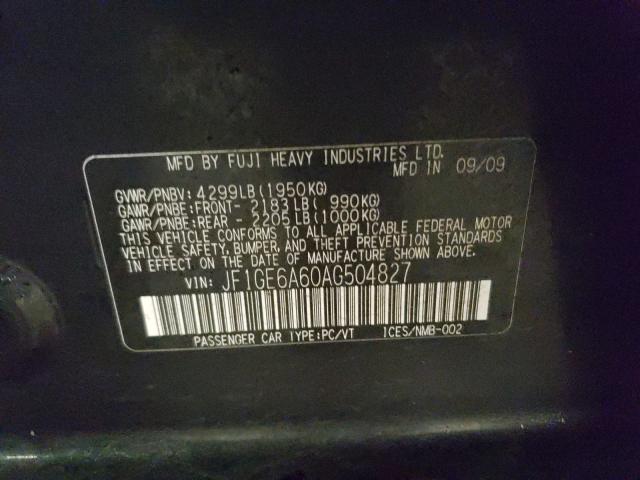 MFD BY FUJI HEAVY INDUSTRIES LTD.
MFD IN 09/09
GVWR/PNBV: 4299LB(1950KG)
GAWR/PNBE: FRONT- 2183LB( 990KG)
GAWR/PNBE: REAR - 2205LB(1000KG)
THIS VEHICLE CONFORMS TO ALL APPLICABLE FEDERAL MOTOR
VEHICLE SAFETY, BUMPER, AND THEFT PREVENTION STANDARDS
IN EFFECT ON THE DATE OF MANUFACTURE SHOWN ABOVE.
VIN: JF1GE6A60AG504827
PASSENGER CAR TYPE:PC/VT ICES/NMB-002